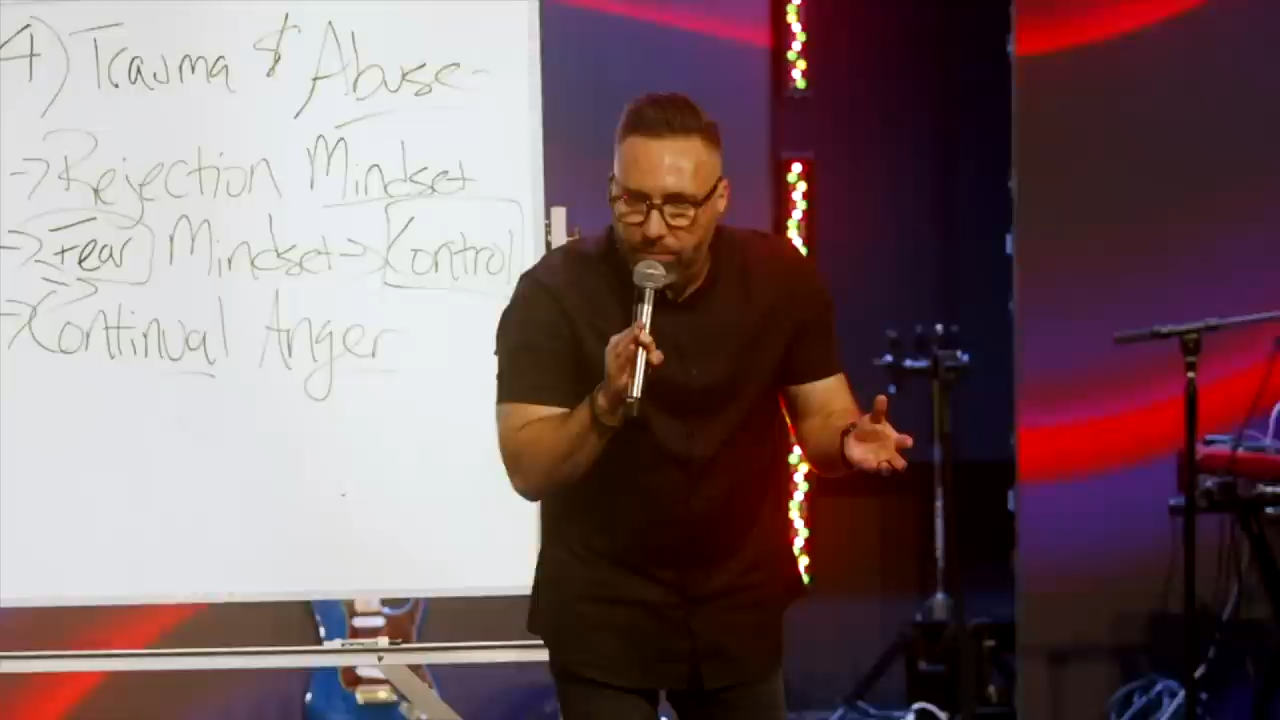 4) Trauma & Abuse-
→ Rejection Mindset
→ Fear Mindset → Control
→ Continual Anger